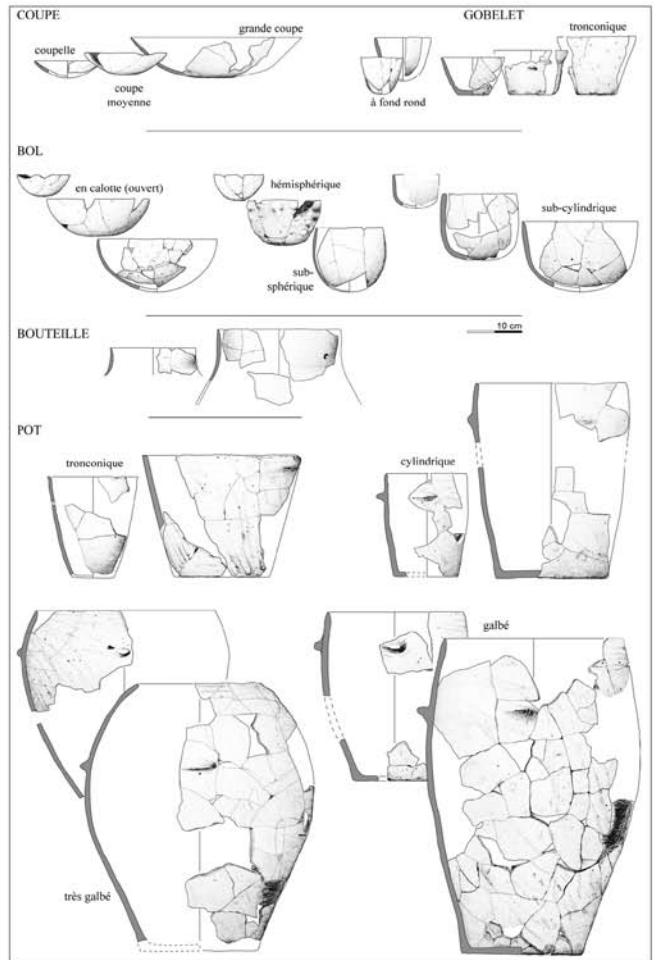 COUPE
grande coupe
coupelle
coupe
moyenne
GOBELET
tronconique
à fond rond
BOL
en calotte (ouvert)
hémisphérique
sub-
sphérique
sub-cylindrique
BOUTEILLE
10 cm
POT
tronconique
cylindrique
galbé
très galbé